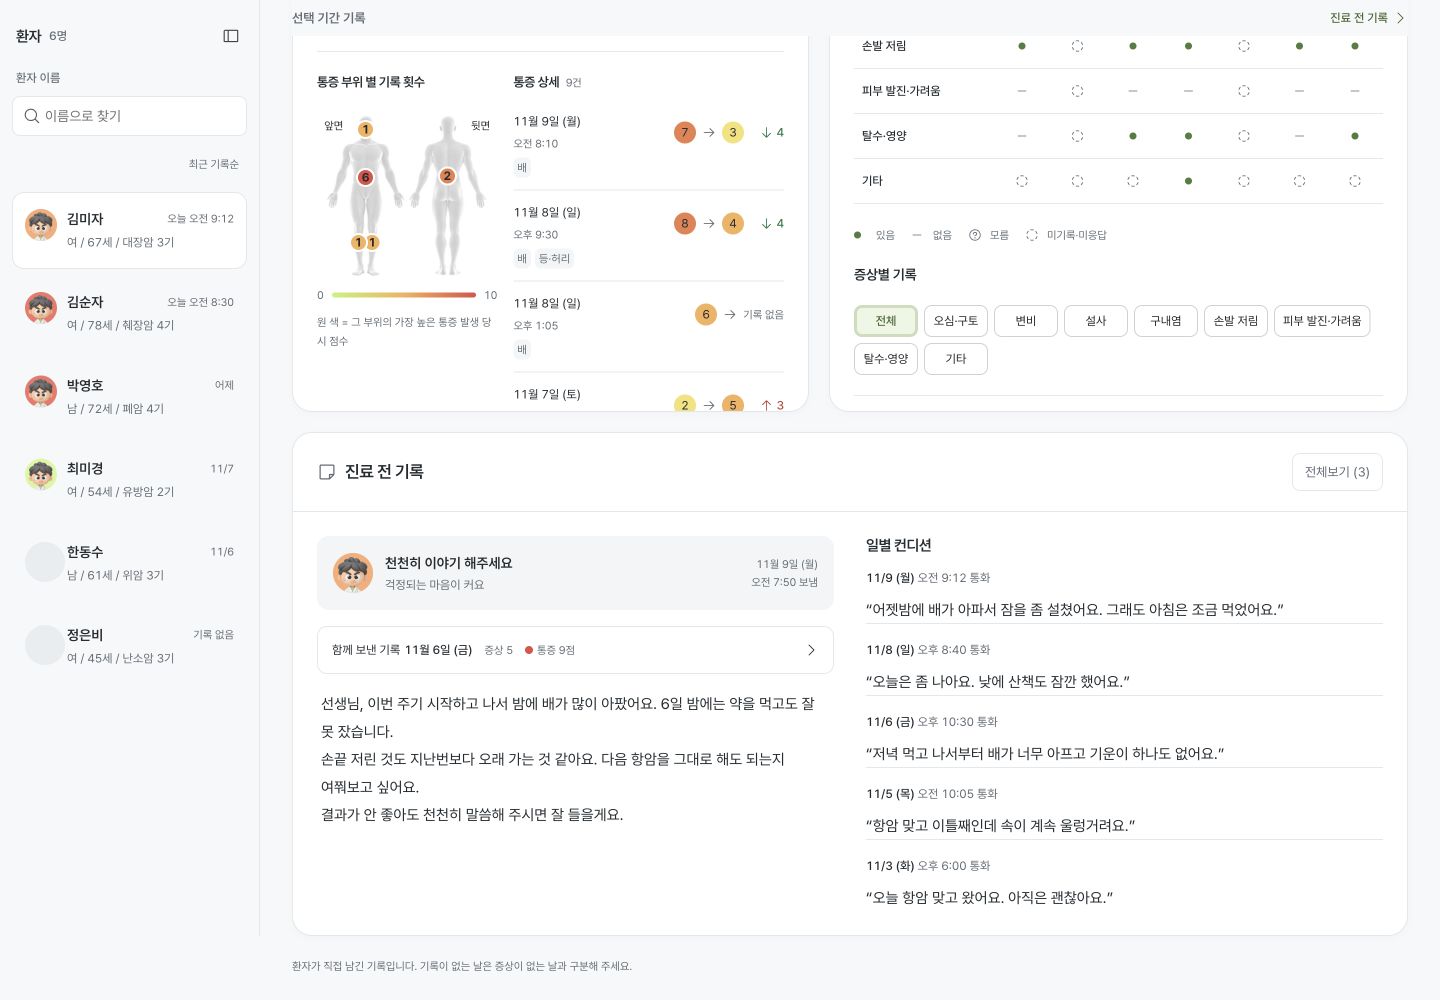 환자 6명
환자 이름
이름으로 찾기
최근 기록순
김미자 오늘 오전 9:12
여 / 67세 / 대장암 3기
김순자 오늘 오전 8:30
여 / 78세 / 췌장암 4기
박영호 어제
남 / 72세 / 폐암 4기
최미경 11/7
여 / 54세 / 유방암 2기
한동수 11/6
남 / 61세 / 위암 3기
정은비 기록 없음
여 / 45세 / 난소암 3기
선택 기간 기록
진료 전 기록
통증 부위 별 기록 횟수
앞면
뒷면
1
6
2
1 1
0 10
원 색 = 그 부위의 가장 높은 통증 발생 당
시 점수
통증 상세 9건
11월 9일 (월)
오전 8:10
배
7 → 3 ↓ 4
11월 8일 (일)
오후 9:30
배 등·허리
8 → 4 ↓ 4
11월 8일 (일)
오후 1:05
배
6 → 기록 없음
11월 7일 (토)
2 → 5 ↑ 3
손발 저림
피부 발진·가려움
탈수·영양
기타
있음 — 없음 모름 미기록·미응답
증상별 기록
전체 오심·구토 변비 설사 구내염 손발 저림 피부 발진·가려움
탈수·영양 기타
진료 전 기록
전체보기 (3)
천천히 이야기 해주세요
걱정되는 마음이 커요
11월 9일 (월)
오전 7:50 보냄
함께 보낸 기록 11월 6일 (금) 증상 5 통증 9점
선생님, 이번 주기 시작하고 나서 밤에 배가 많이 아팠어요. 6일 밤에는 약을 먹고도 잘
못 잤습니다.
손끝 저린 것도 지난번보다 오래 가는 것 같아요. 다음 항암을 그대로 해도 되는지
여쭤보고 싶어요.
결과가 안 좋아도 천천히 말씀해 주시면 잘 들을게요.
일별 컨디션
11/9 (월) 오전 9:12 통화
“어젯밤에 배가 아파서 잠을 좀 설쳤어요. 그래도 아침은 조금 먹었어요.”
11/8 (일) 오후 8:40 통화
“오늘은 좀 나아요. 낮에 산책도 잠깐 했어요.”
11/6 (금) 오후 10:30 통화
“저녁 먹고 나서부터 배가 너무 아프고 기운이 하나도 없어요.”
11/5 (목) 오전 10:05 통화
“항암 맞고 이틀째인데 속이 계속 울렁거려요.”
11/3 (화) 오후 6:00 통화
“오늘 항암 맞고 왔어요. 아직은 괜찮아요.”
환자가 직접 남긴 기록입니다. 기록이 없는 날은 증상이 없는 날과 구분해 주세요.